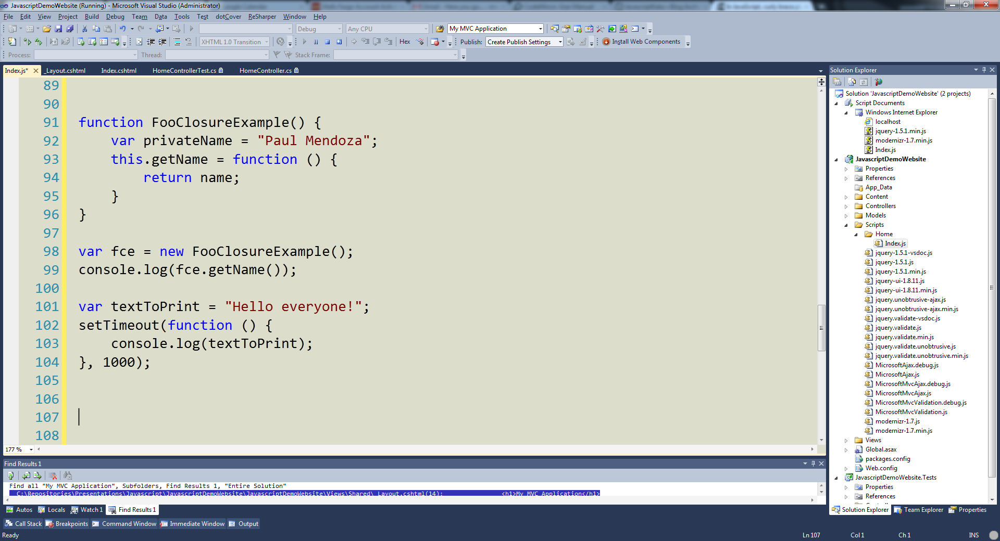 JavascriptDemoWebsite (Running) - Microsoft Visual Studio (Administrator)
File Edit View Project Build Debug Team Data Tools Test dotCover ReSharper Window Help
Debug Any CPU My MVC Application
XHTML 1.0 Transition Hex Publish: Create Publish Settings Install Web Components
Process: Thread: Stack Frame:
Index.js* _Layout.cshtml Index.cshtml HomeControllerTest.cs HomeController.cs
89
90
91 function FooClosureExample() {
92 var privateName = "Paul Mendoza";
93 this.getName = function () {
94 return name;
95 }
96 }
97
98 var fce = new FooClosureExample();
99 console.log(fce.getName());
100
101 var textToPrint = "Hello everyone!";
102 setTimeout(function () {
103 console.log(textToPrint);
104 }, 1000);
105
106
107
108
177 %
Solution Explorer
Solution 'JavascriptDemoWebsite' (2 projects)
Script Documents
Windows Internet Explorer
localhost
jquery-1.5.1.min.js
modernizr-1.7.min.js
Index.js
JavascriptDemoWebsite
Properties
References
App_Data
Content
Controllers
Models
Scripts
Home
Index.js
jquery-1.5.1-vsdoc.js
jquery-1.5.1.js
jquery-1.5.1.min.js
jquery-ui-1.8.11.js
jquery-ui-1.8.11.min.js
jquery.unobtrusive-ajax.js
jquery.unobtrusive-ajax.min.js
jquery.validate-vsdoc.js
jquery.validate.js
jquery.validate.min.js
jquery.validate.unobtrusive.js
jquery.validate.unobtrusive.min.js
MicrosoftAjax.debug.js
MicrosoftAjax.js
MicrosoftMvcAjax.debug.js
MicrosoftMvcAjax.js
MicrosoftMvcValidation.debug.js
MicrosoftMvcValidation.js
modernizr-1.7.js
modernizr-1.7.min.js
Views
Global.asax
packages.config
Web.config
JavascriptDemoWebsite.Tests
Properties
References
Solution Explorer Team Explorer Properties
Find Results 1
Find all "My MVC Application", Subfolders, Find Results 1, "Entire Solution"
C:\Repositories\Presentations\Javascript\JavascriptDemoWebsite\JavascriptDemoWebsite\Views\Shared\_Layout.cshtml(14): <h1>My MVC Application</h1>
Autos Locals Watch 1 Find Results 1
Call Stack Breakpoints Command Window Immediate Window Output
Ready Ln 107 Col 1 Ch 1 INS